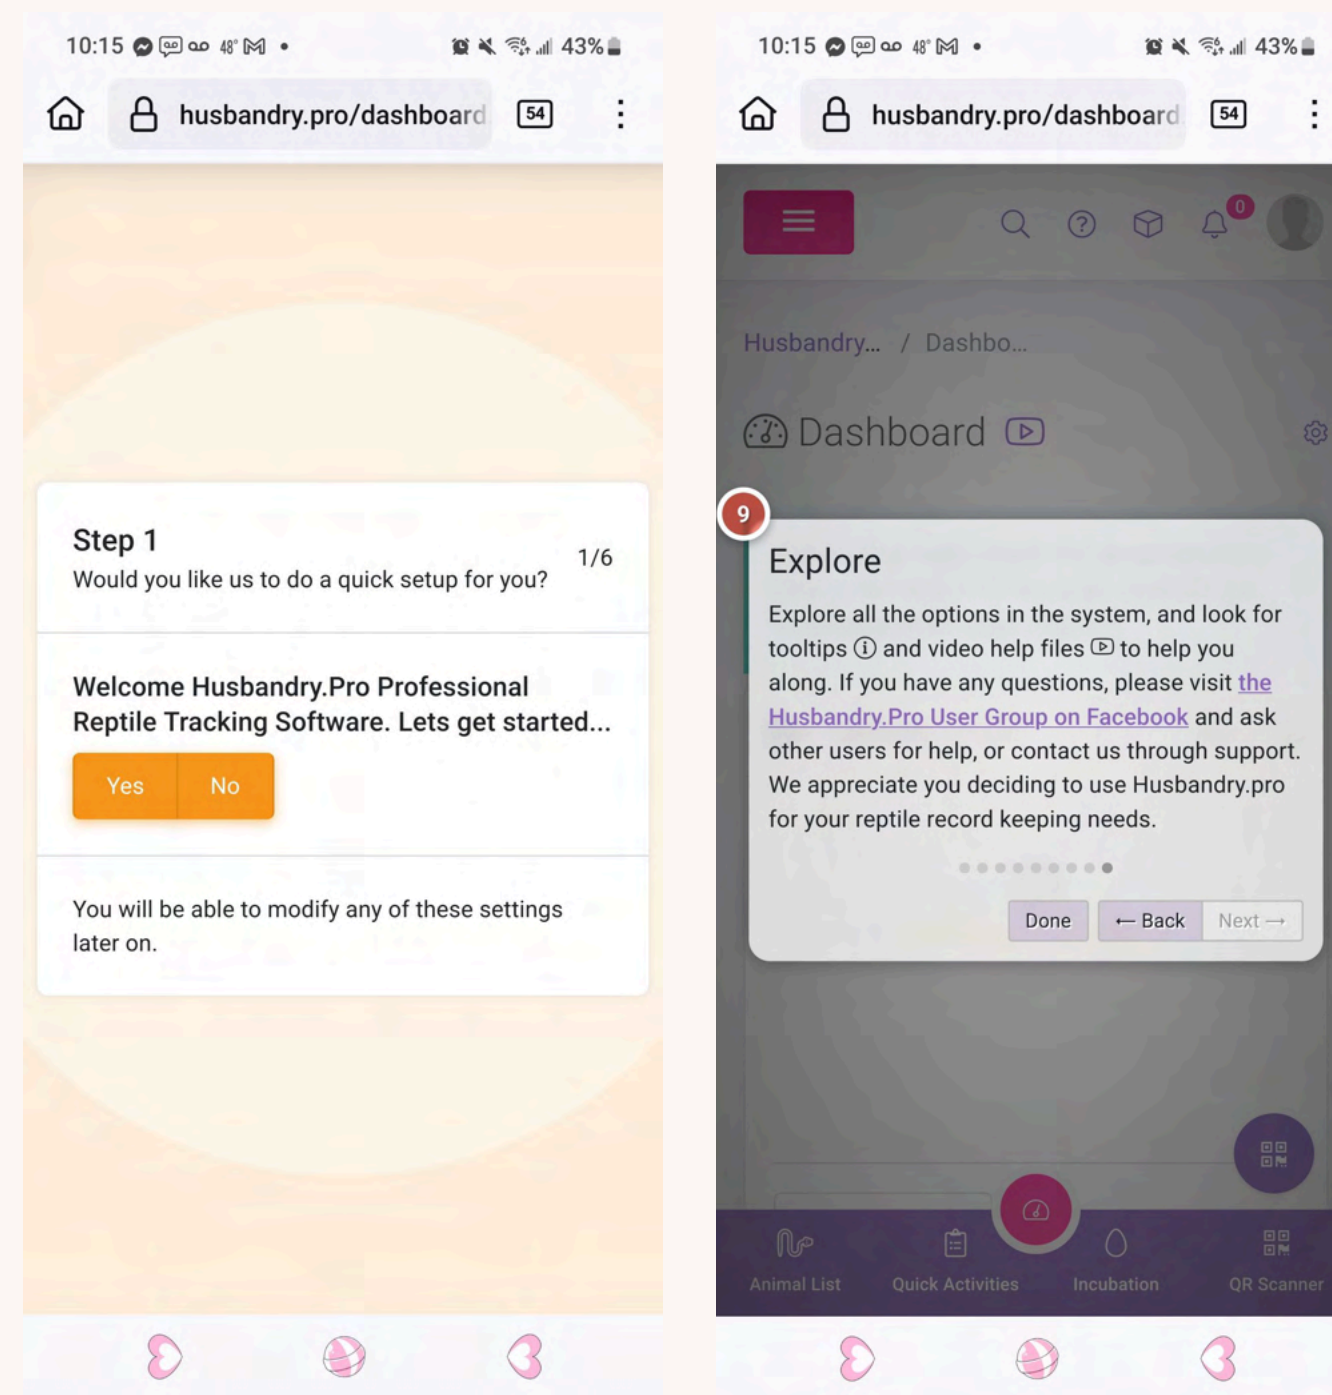 10:15 48° 43%
husbandry.pro/dashboard 54
Step 1
1/6
Would you like us to do a quick setup for you?
Welcome Husbandry.Pro Professional
Reptile Tracking Software. Lets get started...
Yes No
You will be able to modify any of these settings
later on.
10:15 48° 43%
husbandry.pro/dashboard 54
0
Husbandry... / Dashbo...
Dashboard
9
Explore
Explore all the options in the system, and look for
tooltips and video help files to help you
along. If you have any questions, please visit the
Husbandry.Pro User Group on Facebook and ask
other users for help, or contact us through support.
We appreciate you deciding to use Husbandry.pro
for your reptile record keeping needs.
Done ← Back Next →
Animal List Quick Activities Incubation QR Scanner